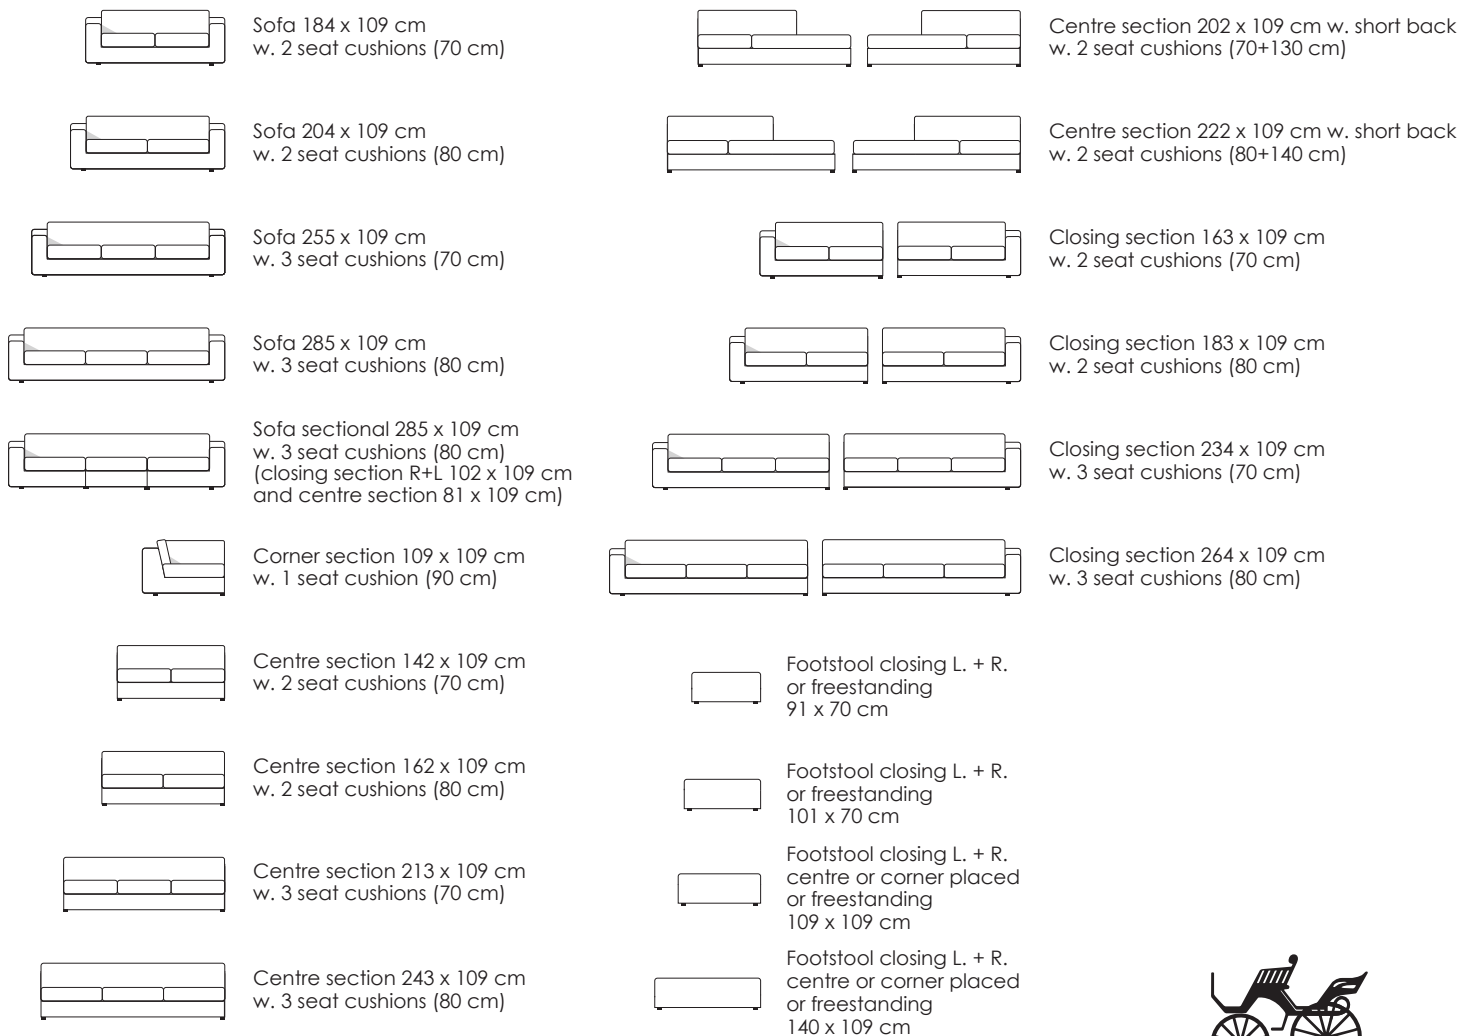 Sofa 184 x 109 cm
w. 2 seat cushions (70 cm)
Sofa 204 x 109 cm
w. 2 seat cushions (80 cm)
Sofa 255 x 109 cm
w. 3 seat cushions (70 cm)
Sofa 285 x 109 cm
w. 3 seat cushions (80 cm)
Sofa sectional 285 x 109 cm
w. 3 seat cushions (80 cm)
(closing section R+L 102 x 109 cm
and centre section 81 x 109 cm)
Corner section 109 x 109 cm
w. 1 seat cushion (90 cm)
Centre section 142 x 109 cm
w. 2 seat cushions (70 cm)
Centre section 162 x 109 cm
w. 2 seat cushions (80 cm)
Centre section 213 x 109 cm
w. 3 seat cushions (70 cm)
Centre section 243 x 109 cm
w. 3 seat cushions (80 cm)
Centre section 202 x 109 cm w. short back
w. 2 seat cushions (70+130 cm)
Centre section 222 x 109 cm w. short back
w. 2 seat cushions (80+140 cm)
Closing section 163 x 109 cm
w. 2 seat cushions (70 cm)
Closing section 183 x 109 cm
w. 2 seat cushions (80 cm)
Closing section 234 x 109 cm
w. 3 seat cushions (70 cm)
Closing section 264 x 109 cm
w. 3 seat cushions (80 cm)
Footstool closing L. + R.
or freestanding
91 x 70 cm
Footstool closing L. + R.
or freestanding
101 x 70 cm
Footstool closing L. + R.
centre or corner placed
or freestanding
109 x 109 cm
Footstool closing L. + R.
centre or corner placed
or freestanding
140 x 109 cm